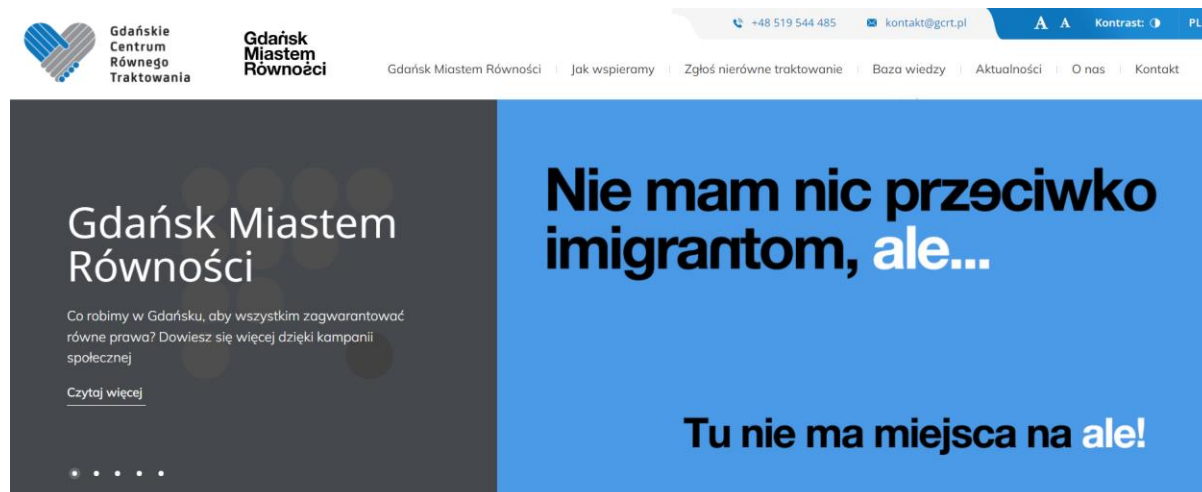 Gdańskie
Centrum
Równego
Traktowania
Gdańsk
Miastem
Równości
+48 519 544 485
kontakt@gcrt.pl
A A
Kontrast:
PL
Gdańsk Miastem Równości
Jak wspieramy
Zgłoś nierówne traktowanie
Baza wiedzy
Aktualności
O nas
Kontakt
Gdańsk Miastem
Równości
Co robimy w Gdańsku, aby wszystkim zagwarantować
równe prawa? Dowiesz się więcej dzięki kampanii
społecznej
Czytaj więcej
Nie mam nic przeciwko
imigrantom, ale...
Tu nie ma miejsca na ale!